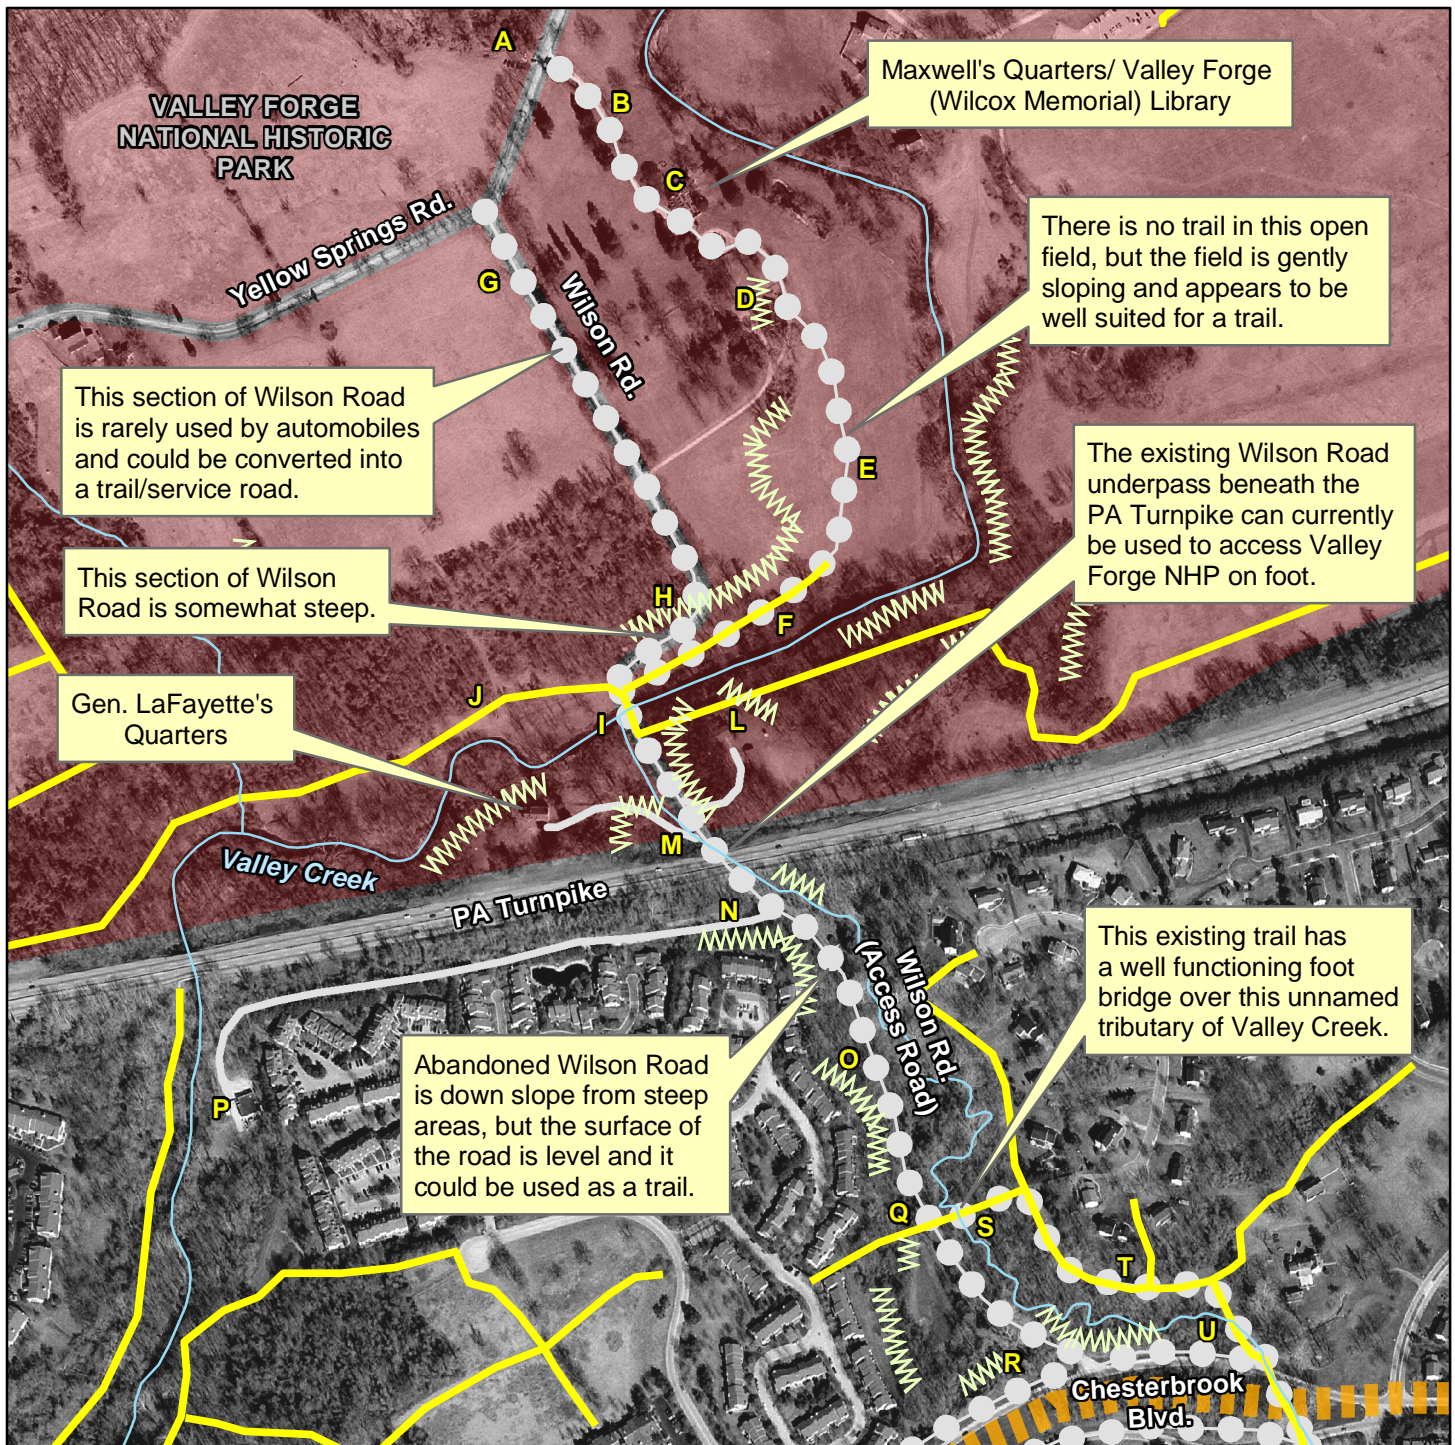 A
B
Maxwell's Quarters/ Valley Forge
(Wilcox Memorial) Library
VALLEY FORGE
NATIONAL HISTORIC
PARK
C
Yellow Springs Rd.
There is no trail in this open
field, but the field is gently
sloping and appears to be
well suited for a trail.
G
Wilson Rd.
D
This section of Wilson Road
is rarely used by automobiles
and could be converted into
a trail/service road.
E
The existing Wilson Road
underpass beneath the
PA Turnpike can currently
be used to access Valley
Forge NHP on foot.
This section of Wilson
Road is somewhat steep.
H
F
J
Gen. LaFayette's
Quarters
I
L
M
Valley Creek
PA Turnpike
N
Wilson Rd.
(Access Road)
This existing trail has
a well functioning foot
bridge over this unnamed
tributary of Valley Creek.
Abandoned Wilson Road
is down slope from steep
areas, but the surface of
the road is level and it
could be used as a trail.
O
P
Q
S
T
U
R
Chesterbrook
Blvd.